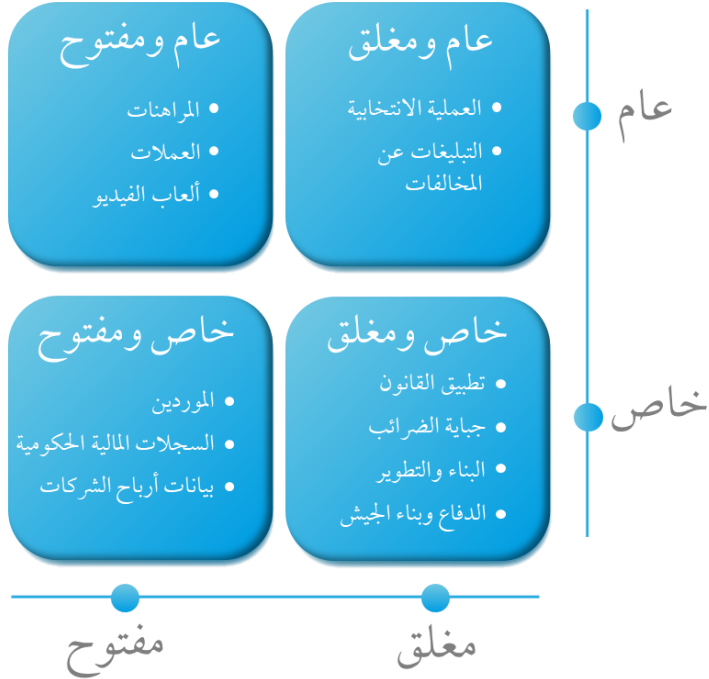 عام ومغلق
العملية الانتخابية
التبليغات عن
المخالفات
عام ومفتوح
المراهنات
العملات
ألعاب الفيديو
عام
خاص ومغلق
تطبيق القانون
جباية الضرائب
البناء والتطوير
الدفاع وبناء الجيش
خاص ومفتوح
الموردين
السجلات المالية الحكومية
بيانات أرباح الشركات
خاص
مغلق
مفتوح